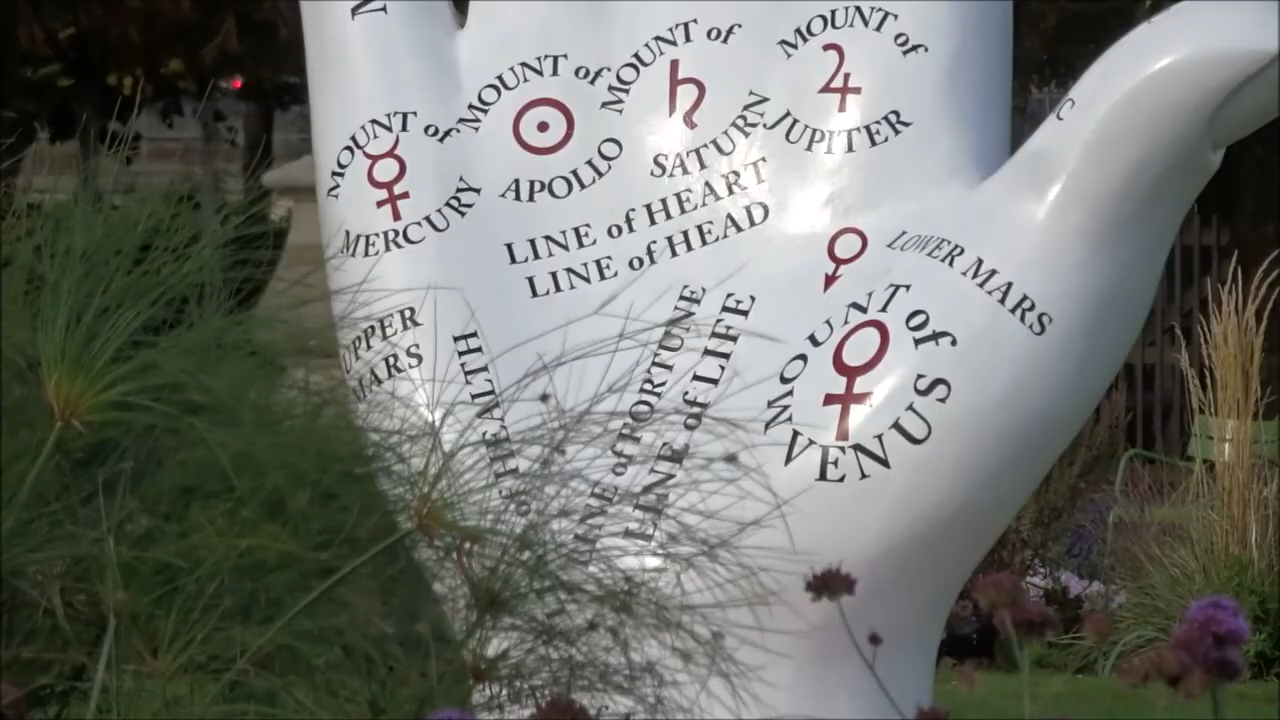 MOUNT of
MERCURY
MOUNT of
APOLLO
MOUNT of
SATURN
MOUNT of
JUPITER
LINE of HEART
LINE of HEAD
LOWER MARS
MOUNT of
VENUS
UPPER
MARS
of HEALTH
LINE of FORTUNE
LINE of LIFE